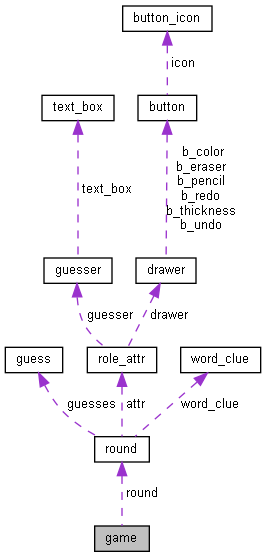 button_icon
icon
text_box
button
text_box
b_color
b_eraser
b_pencil
b_redo
b_thickness
b_undo
guesser
drawer
guesser
drawer
guess
role_attr
word_clue
guesses
attr
word_clue
round
round
game